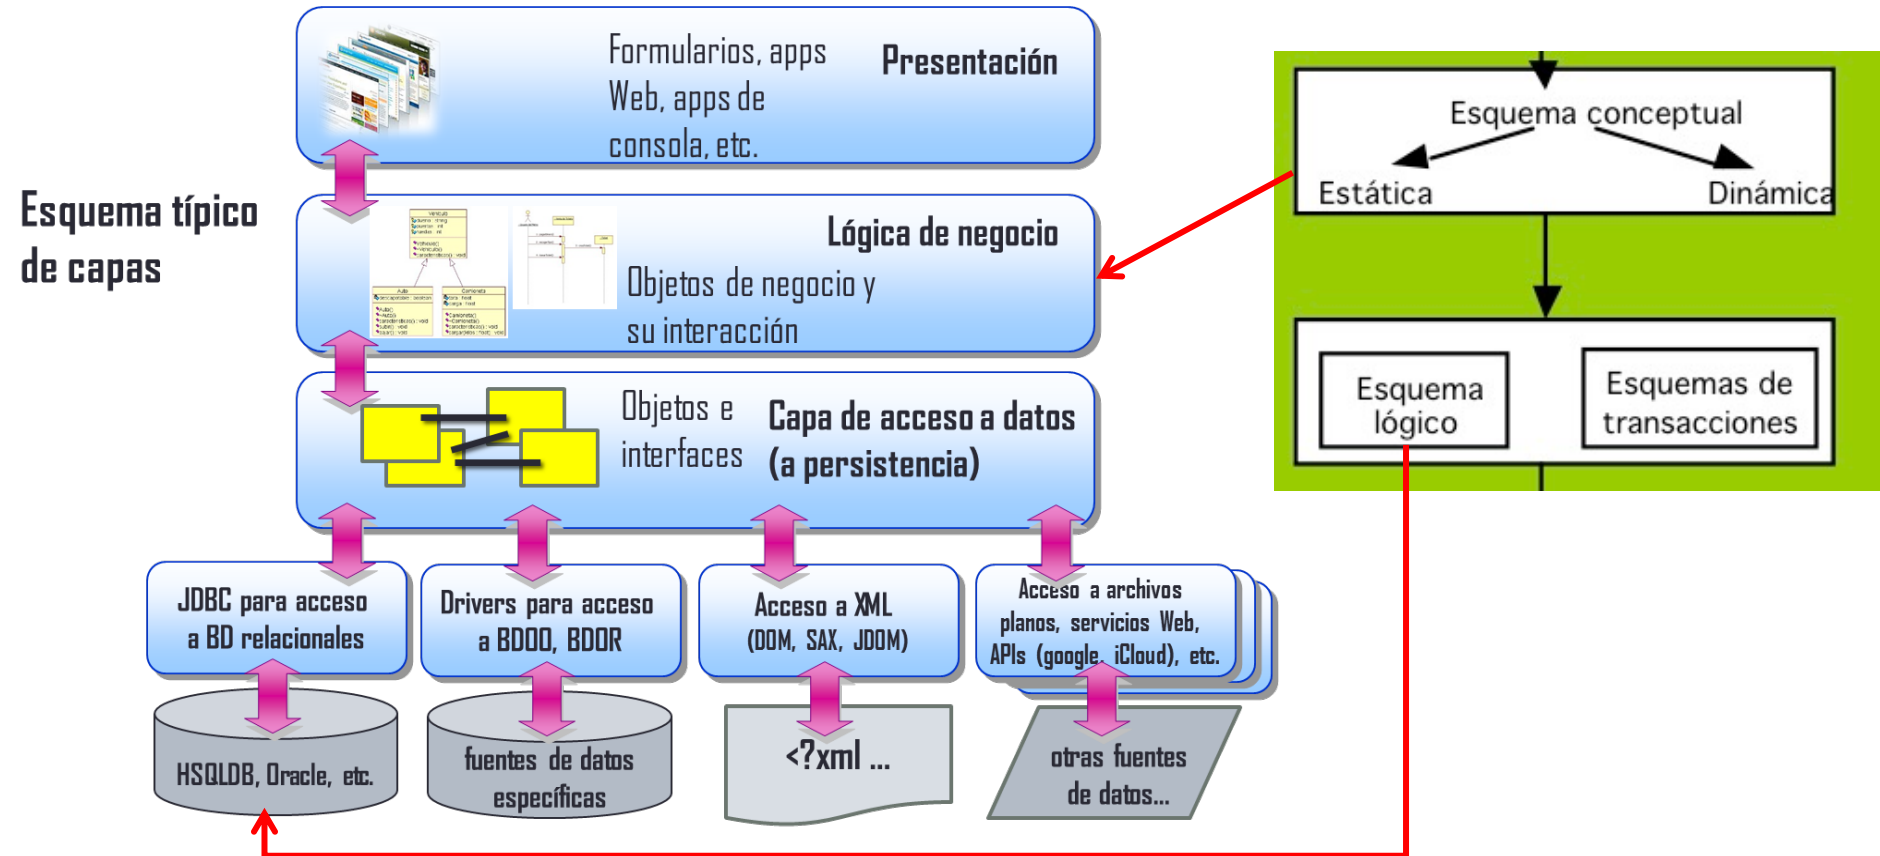 Esquema típico
de capas
Formularios, apps
Web, apps de
consola, etc.
Presentación
Lógica de negocio
Objetos de negocio y
su interacción
Objetos e
interfaces
Capa de acceso a datos
(a persistencia)
JDBC para acceso
a BD relacionales
Drivers para acceso
a BDOO, BDOR
Acceso a XML
(DOM, SAX, JDOM)
Acceso a archivos
planos, servicios Web,
APIs (google, iCloud), etc.
HSQLDB, Oracle, etc.
fuentes de datos
específicas
<?xml ...
otras fuentes
de datos...
Esquema conceptual
Estática
Dinámica
Esquema
lógico
Esquemas de
transacciones